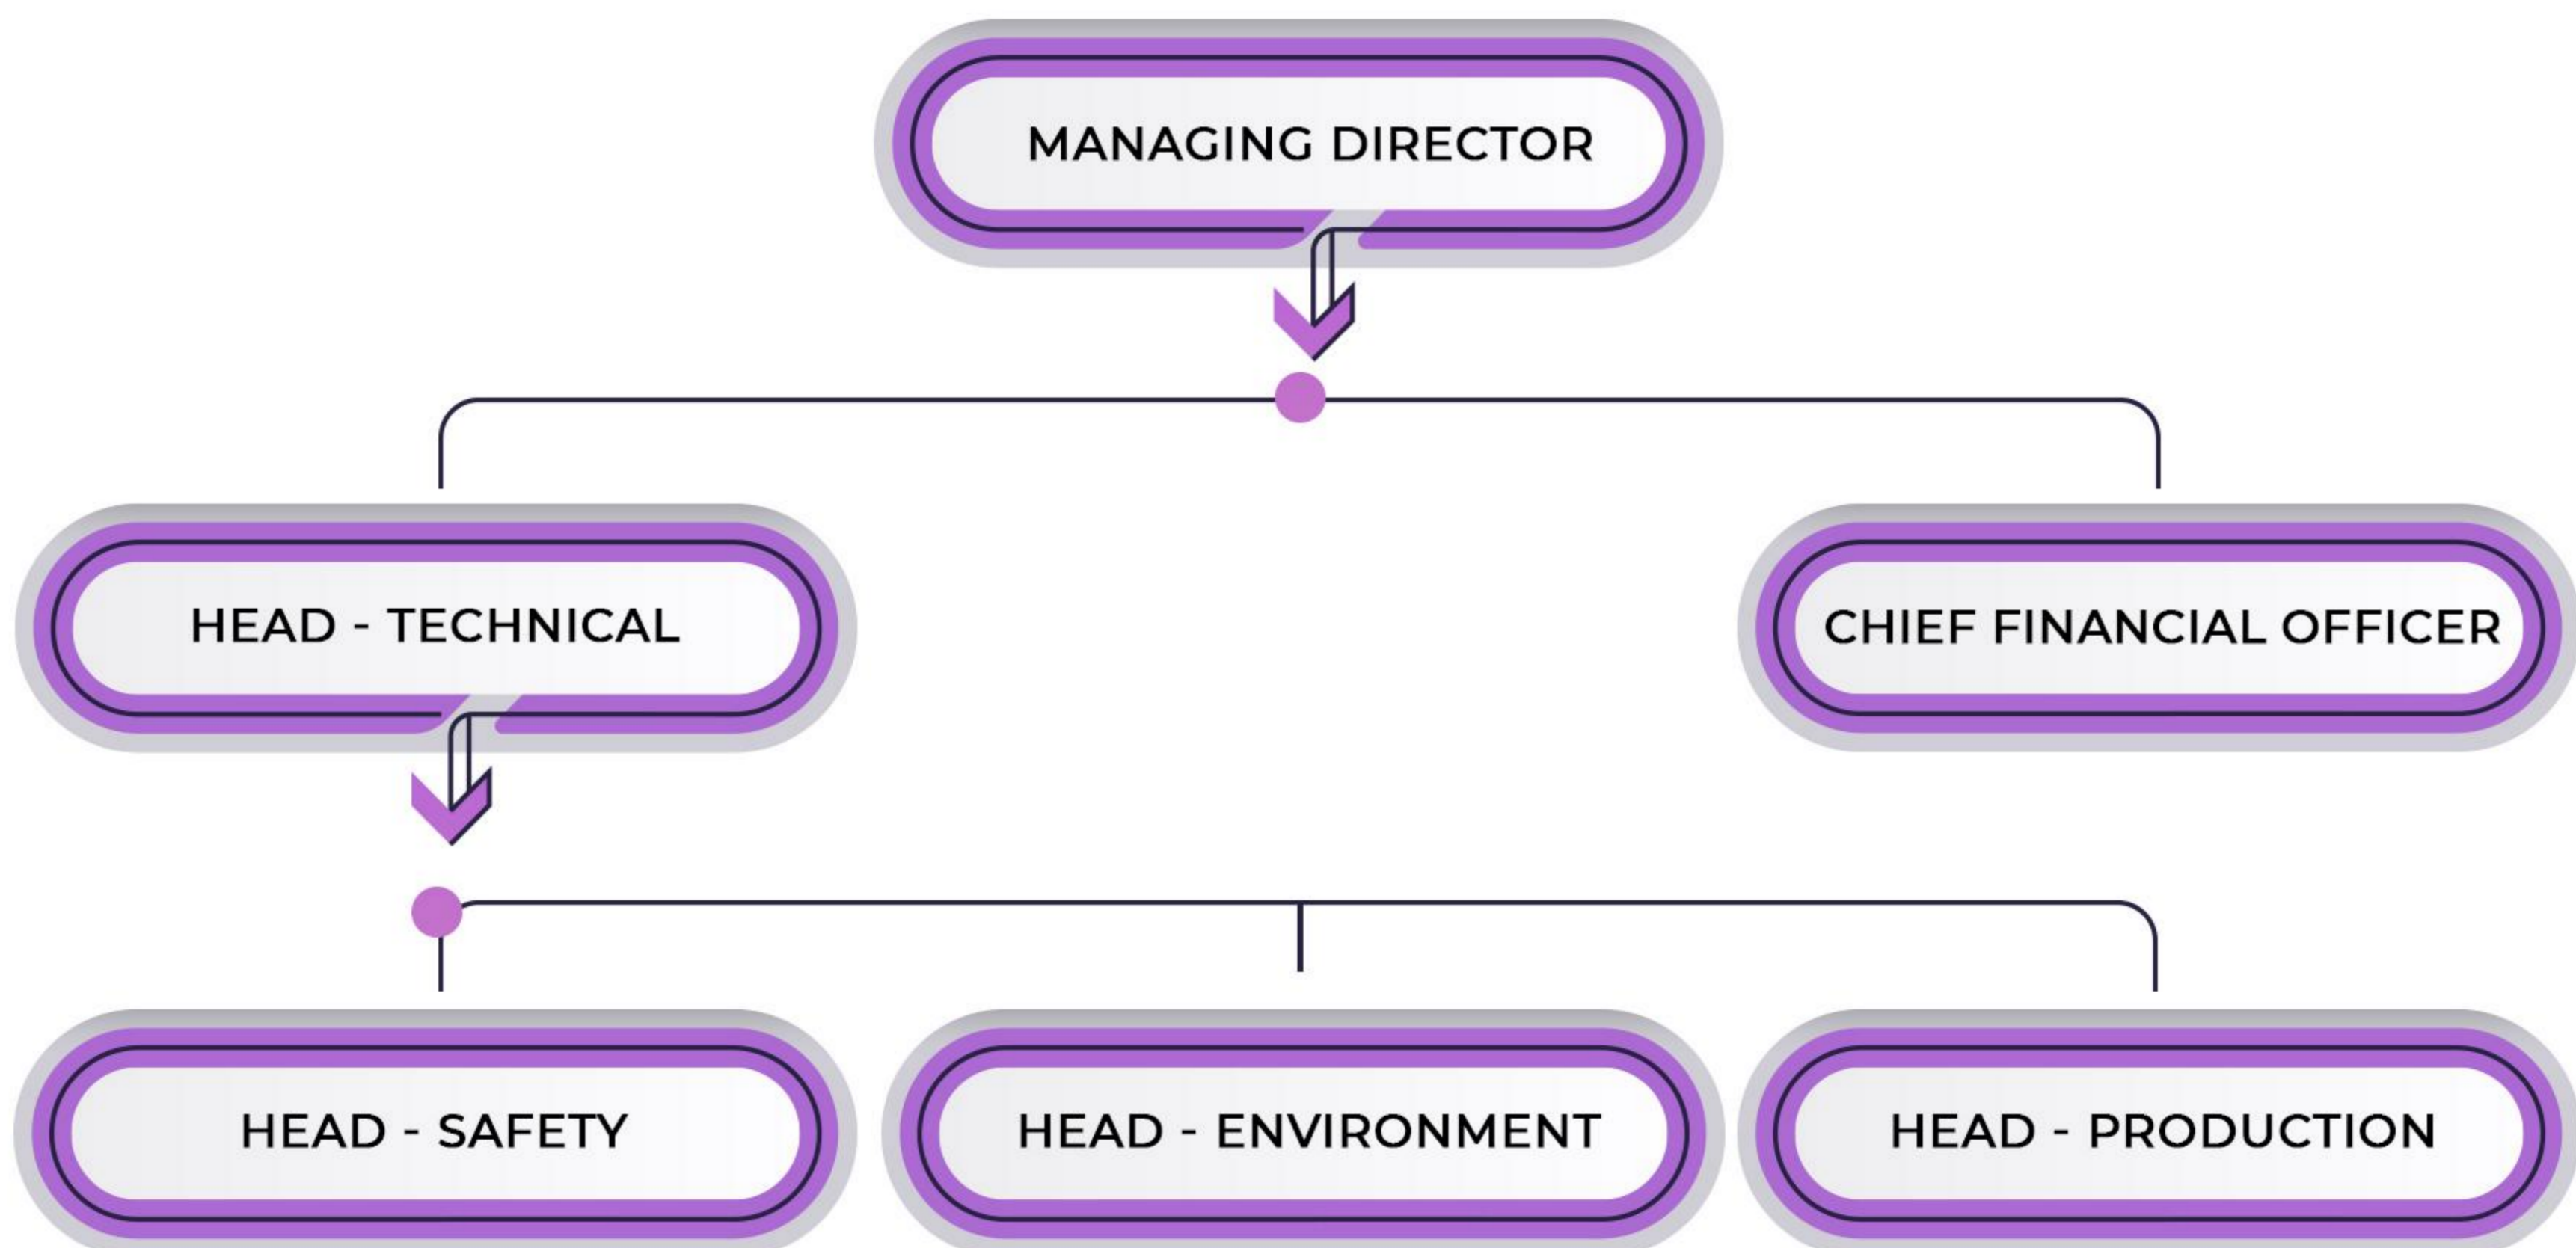 MANAGING DIRECTOR
HEAD - TECHNICAL
CHIEF FINANCIAL OFFICER
HEAD - SAFETY
HEAD - ENVIRONMENT
HEAD - PRODUCTION